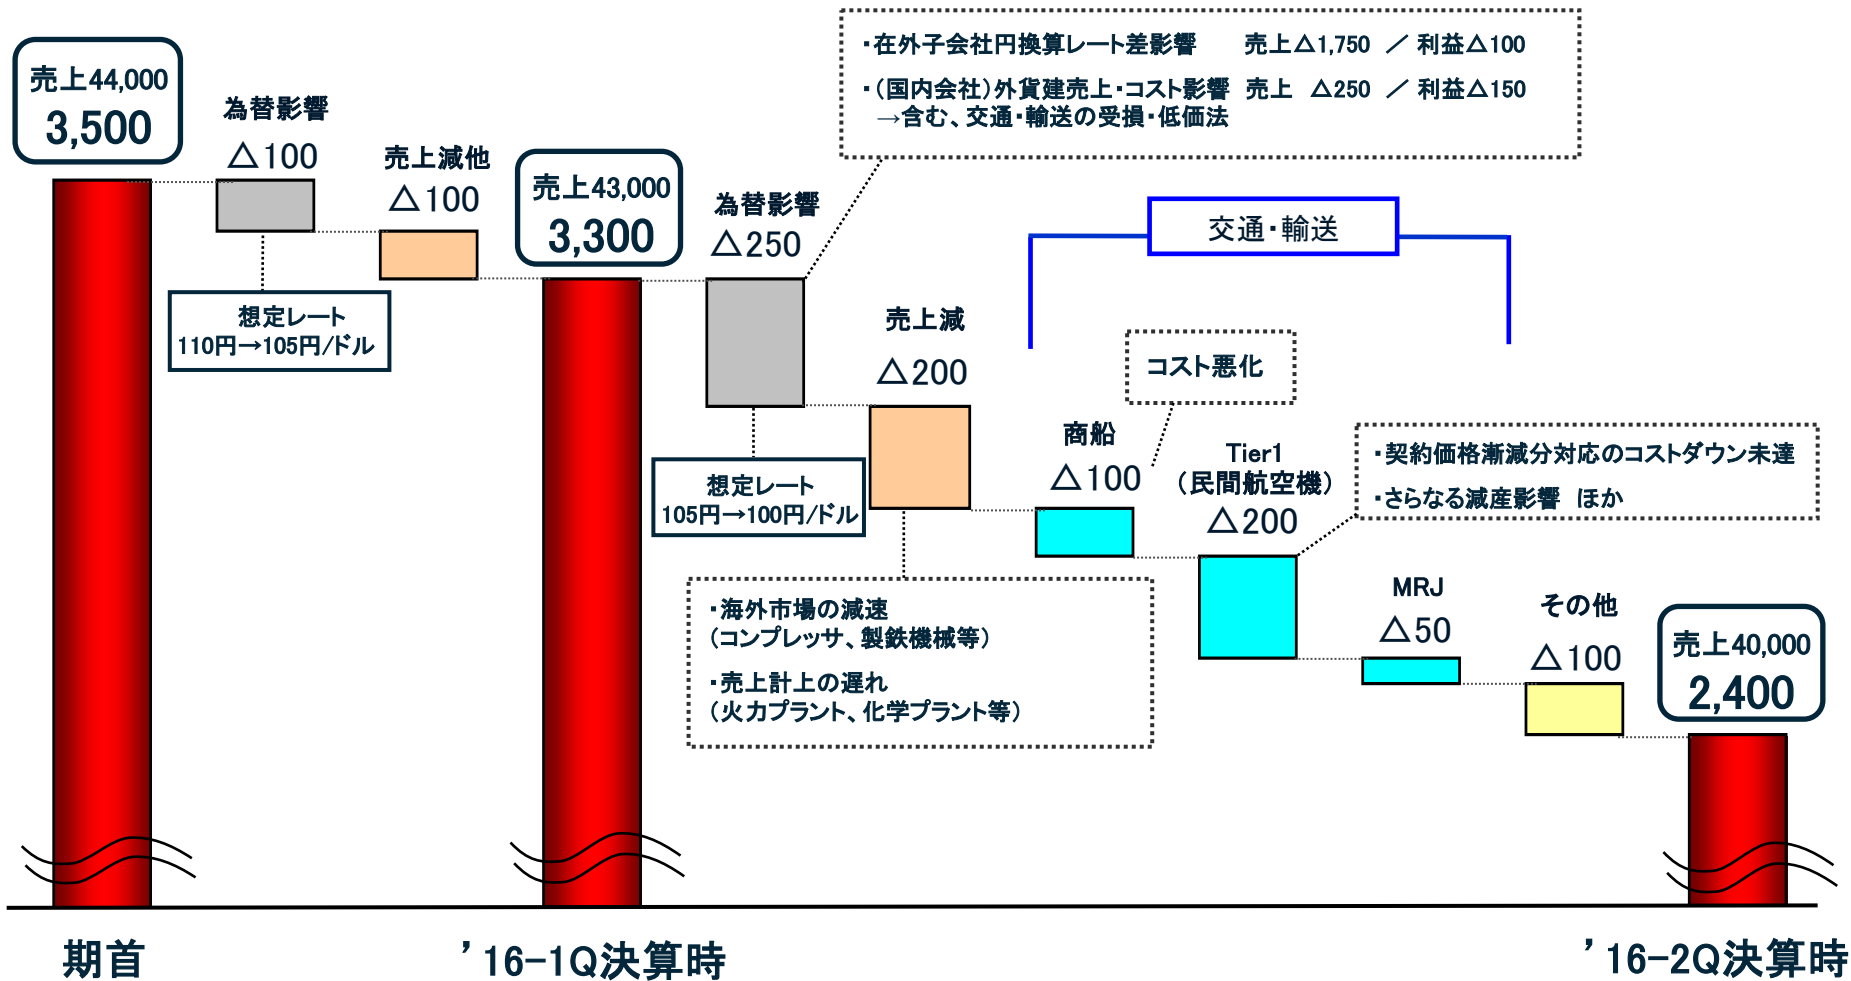 売上44,000
3,500
為替影響
△100
想定レート
110円→105円/ドル
売上減他
△100
売上43,000
3,300
為替影響
△250
・在外子会社円換算レート差影響 売上△1,750 ／ 利益△100
・（国内会社）外貨建売上・コスト影響 売上 △250 ／ 利益△150
→含む、交通・輸送の受損・低価法
想定レート
105円→100円/ドル
売上減
△200
・海外市場の減速
（コンプレッサ、製鉄機械等）
・売上計上の遅れ
（火力プラント、化学プラント等）
交通・輸送
コスト悪化
商船
△100
Tier1
（民間航空機）
△200
・契約価格漸減分対応のコストダウン未達
・さらなる減産影響 ほか
MRJ
△50
その他
△100
売上40,000
2,400
期首
’16-1Q決算時
’16-2Q決算時